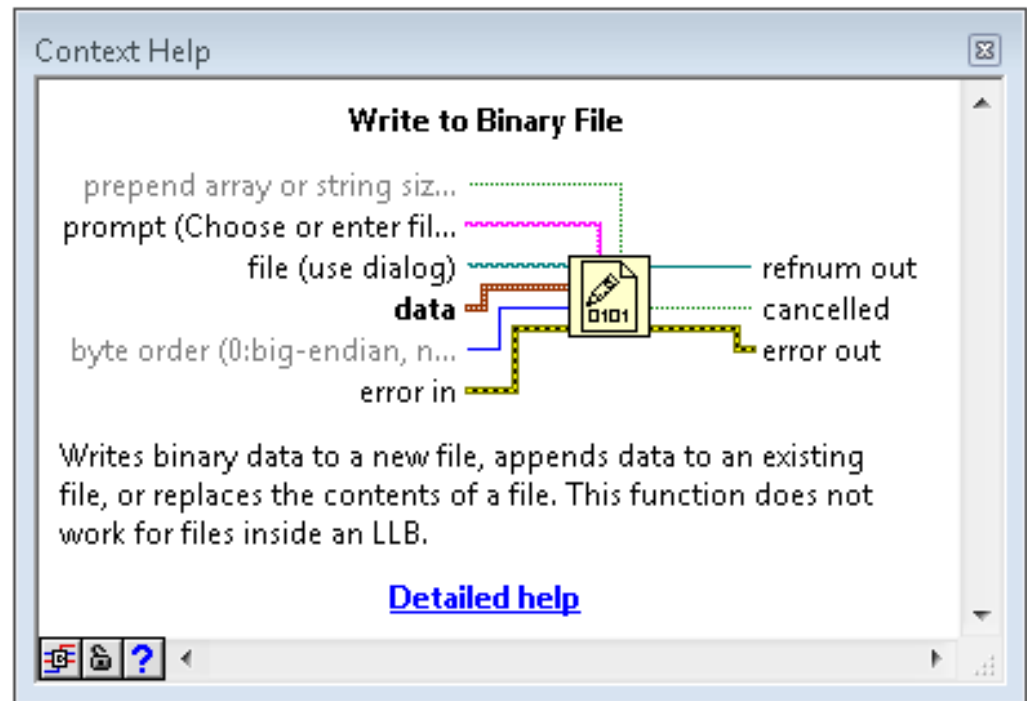 Context Help
Write to Binary File
prepend array or string siz...
prompt (Choose or enter fil...
file (use dialog)
data
byte order (0:big-endian, n...
error in
0101
refnum out
cancelled
error out
Writes binary data to a new file, appends data to an existing
file, or replaces the contents of a file. This function does not
work for files inside an LLB.
Detailed help
?